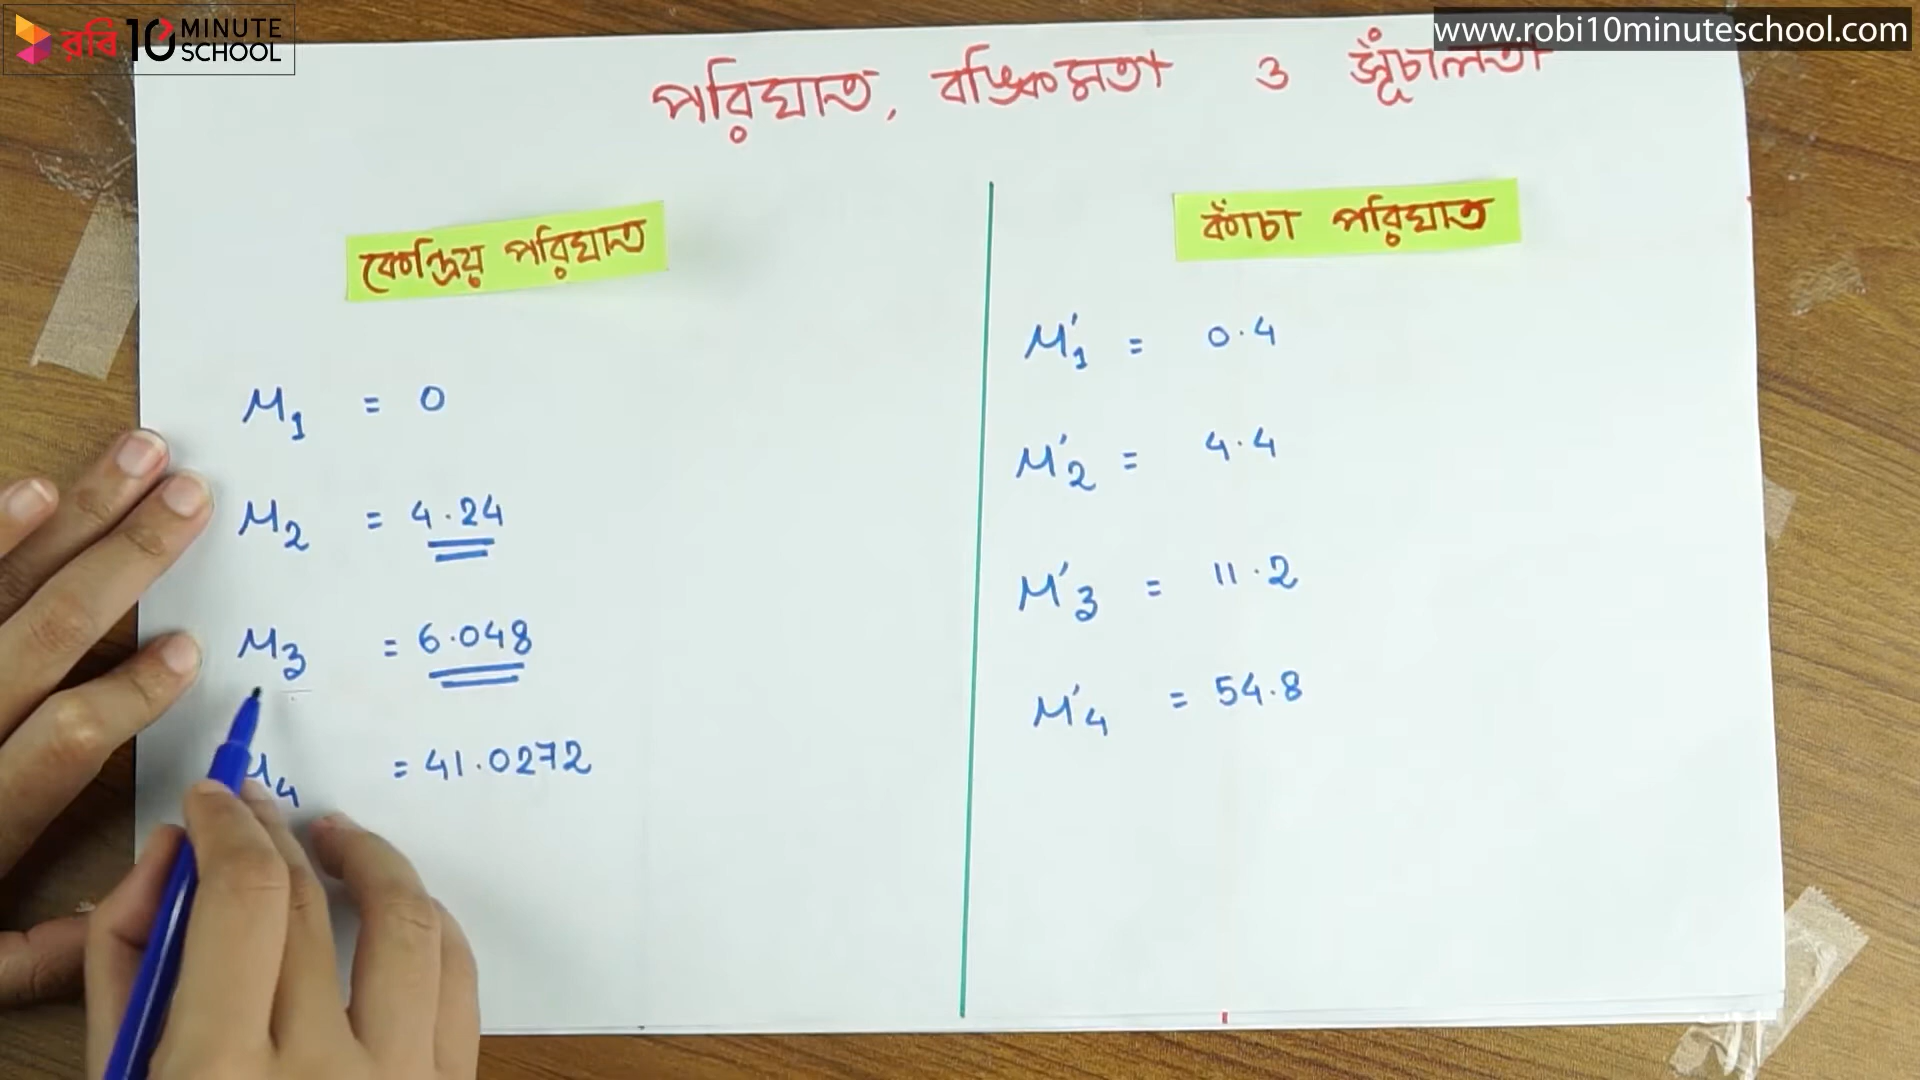 রবি 10 MINUTE SCHOOL
www.robi10minuteschool.com
পরিঘাত, বঙ্কিমতা ও সূঁচালতা
কেন্দ্রিয় পরিঘাত
μ₁ = 0
μ₂ = 4.24
μ₃ = 6.048
μ₄ = 41.0272
কাঁচা পরিঘাত
μ′₁ = 0.4
μ′₂ = 4.4
μ′₃ = 11.2
μ′₄ = 54.8